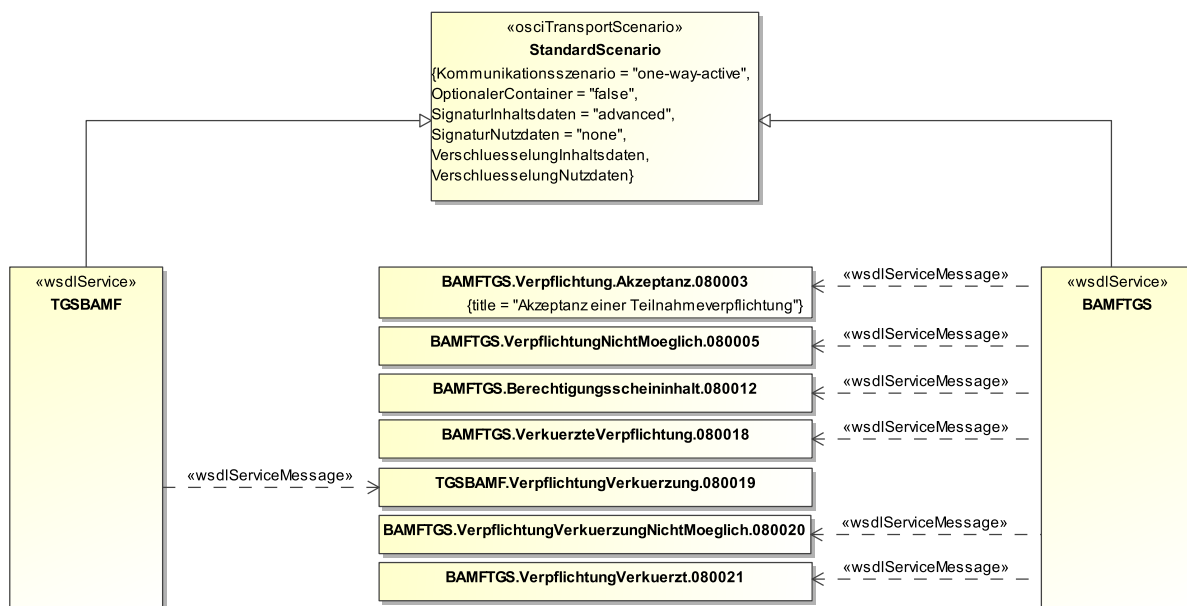 «osciTransportScenario»
StandardScenario
{Kommunikationsszenario = "one-way-active",
OptionalerContainer = "false",
SignaturInhaltsdaten = "advanced",
SignaturNutzdaten = "none",
VerschluesselungInhaltsdaten,
VerschluesselungNutzdaten}
«wsdlService»
TGSBAMF
BAMFTGS.Verpflichtung.Akzeptanz.080003
{title = "Akzeptanz einer Teilnahmeverpflichtung"}
«wsdlServiceMessage»
«wsdlService»
BAMFTGS
BAMFTGS.VerpflichtungNichtMoeglich.080005
«wsdlServiceMessage»
BAMFTGS.Berechtigungsscheininhalt.080012
«wsdlServiceMessage»
BAMFTGS.VerkuerzteVerpflichtung.080018
«wsdlServiceMessage»
«wsdlServiceMessage»
TGSBAMF.VerpflichtungVerkuerzung.080019
BAMFTGS.VerpflichtungVerkuerzungNichtMoeglich.080020
«wsdlServiceMessage»
BAMFTGS.VerpflichtungVerkuerzt.080021
«wsdlServiceMessage»